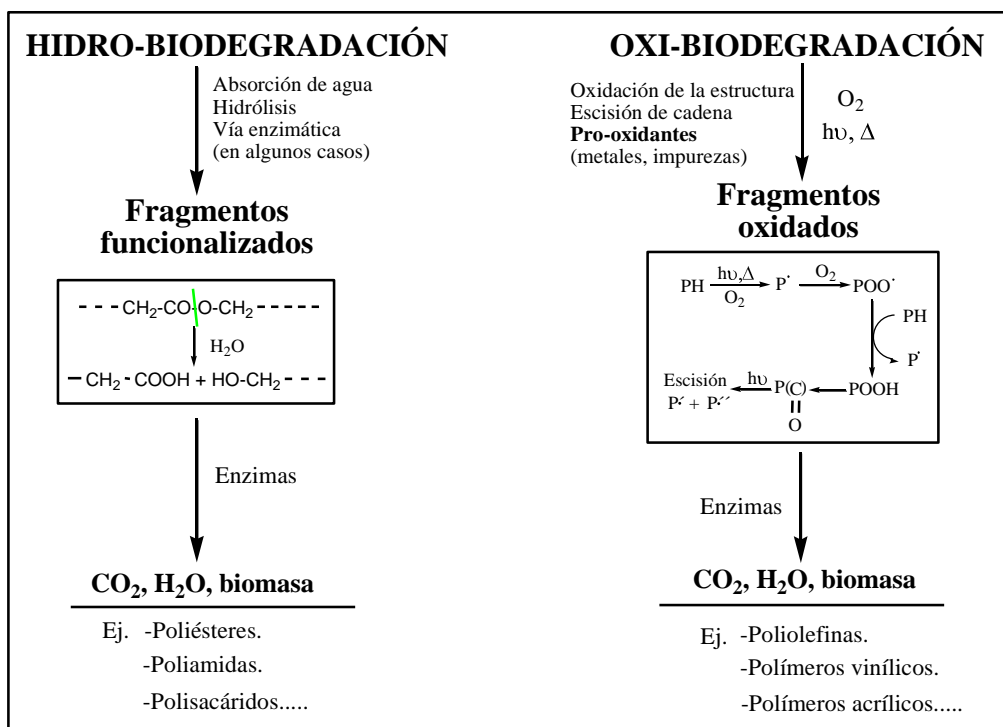 HIDRO-BIODEGRADACIÓN
Absorción de agua
Hidrólisis
Vía enzimática
(en algunos casos)
Fragmentos
funcionalizados
- - - -CH₂-CO-O-CH₂- - - - - -
H₂O
-CH₂-COOH + HO-CH₂- - - -
Enzimas
CO₂, H₂O, biomasa
Ej. -Poliésteres.
-Poliamidas.
-Polisacáridos.....
OXI-BIODEGRADACIÓN
Oxidación de la estructura
Escisión de cadena
Pro-oxidantes
(metales, impurezas)
O₂
hυ, Δ
Fragmentos
oxidados
PH hυ,Δ O₂ P· O₂ POO·
PH
P·
Escisión hυ P(C) POOH
P·´ + P·´´ O
Enzimas
CO₂, H₂O, biomasa
Ej. -Poliolefinas.
-Polímeros vinílicos.
-Polímeros acrílicos.....